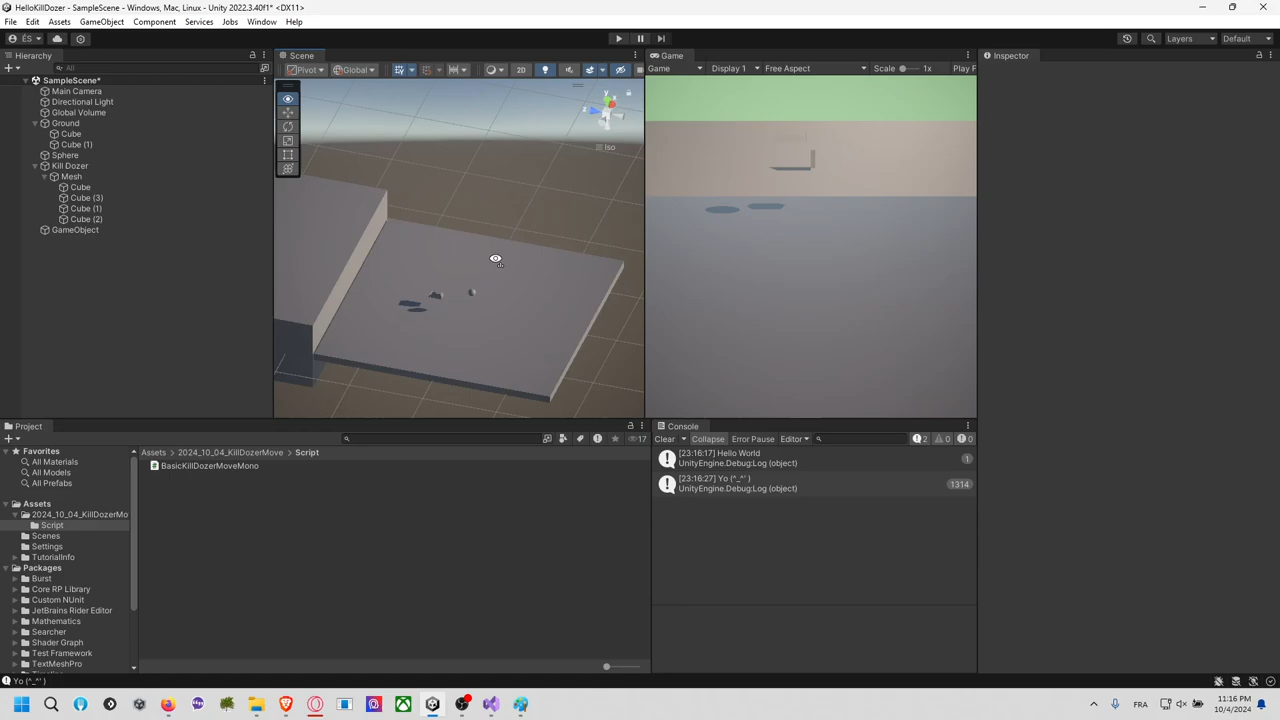 HelloKillDozer - SampleScene - Windows, Mac, Linux - Unity 2022.3.40f1* <DX11>
File Edit Assets GameObject Component Services Jobs Window Help
ÉS
Layers Default
Hierarchy
All
SampleScene*
Main Camera
Directional Light
Global Volume
Ground
Cube
Cube (1)
Sphere
Kill Dozer
Mesh
Cube
Cube (3)
Cube (1)
Cube (2)
GameObject
Scene
Pivot Global 2D
y
z
Iso
Game
Game Display 1 Free Aspect Scale 1x Play F
Inspector
Project
17
Favorites
All Materials
All Models
All Prefabs
Assets
2024_10_04_KillDozerMo
Script
Scenes
Settings
TutorialInfo
Packages
Burst
Core RP Library
Custom NUnit
JetBrains Rider Editor
Mathematics
Searcher
Shader Graph
Test Framework
TextMeshPro
Assets > 2024_10_04_KillDozerMove > Script
BasicKillDozerMoveMono
Console
Clear Collapse Error Pause Editor 2 0 0
[23:16:17] Hello World
UnityEngine.Debug:Log (object)
1
[23:16:27] Yo (^_^' )
UnityEngine.Debug:Log (object)
1314
Yo (^_^' )
FRA
11:16 PM
10/4/2024